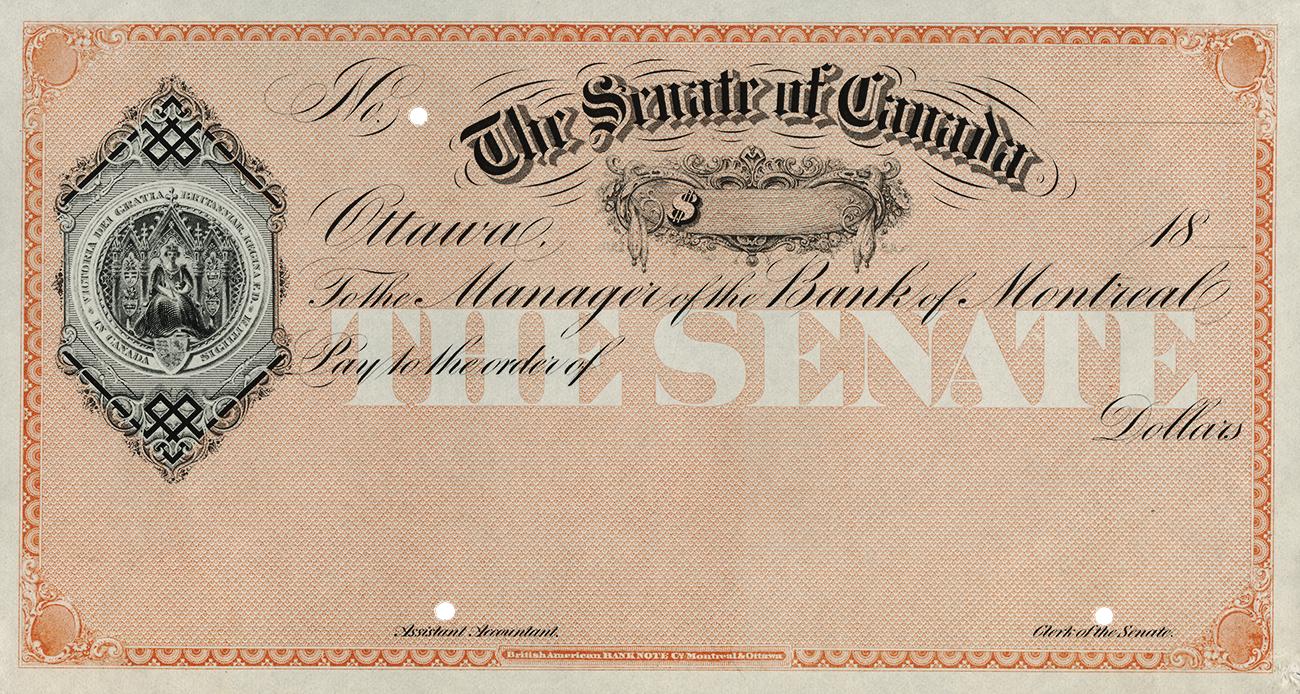 No.
The Senate of Canada
$
Ottawa, 18
To the Manager of the Bank of Montreal
THE SENATE
Pay to the order of
Dollars
VICTORIA DEI GRATIA BRITANNIAR. REGINA F.D.
IN CANADA SIGILLUM
Assistant Accountant.
Clerk of the Senate.
British American BANK NOTE Co. Montreal & Ottawa